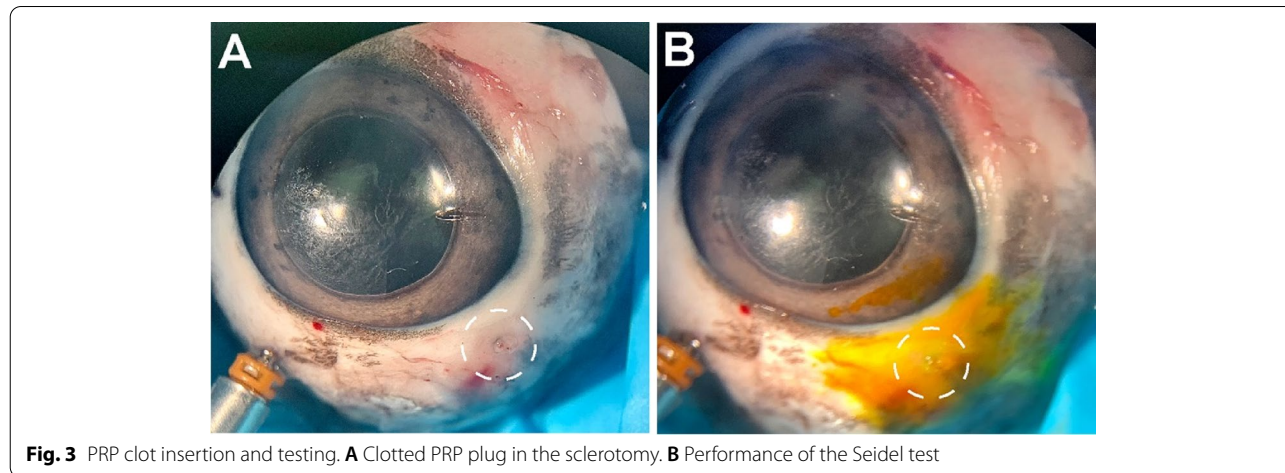 A
B
Fig. 3 PRP clot insertion and testing. A Clotted PRP plug in the sclerotomy. B Performance of the Seidel test